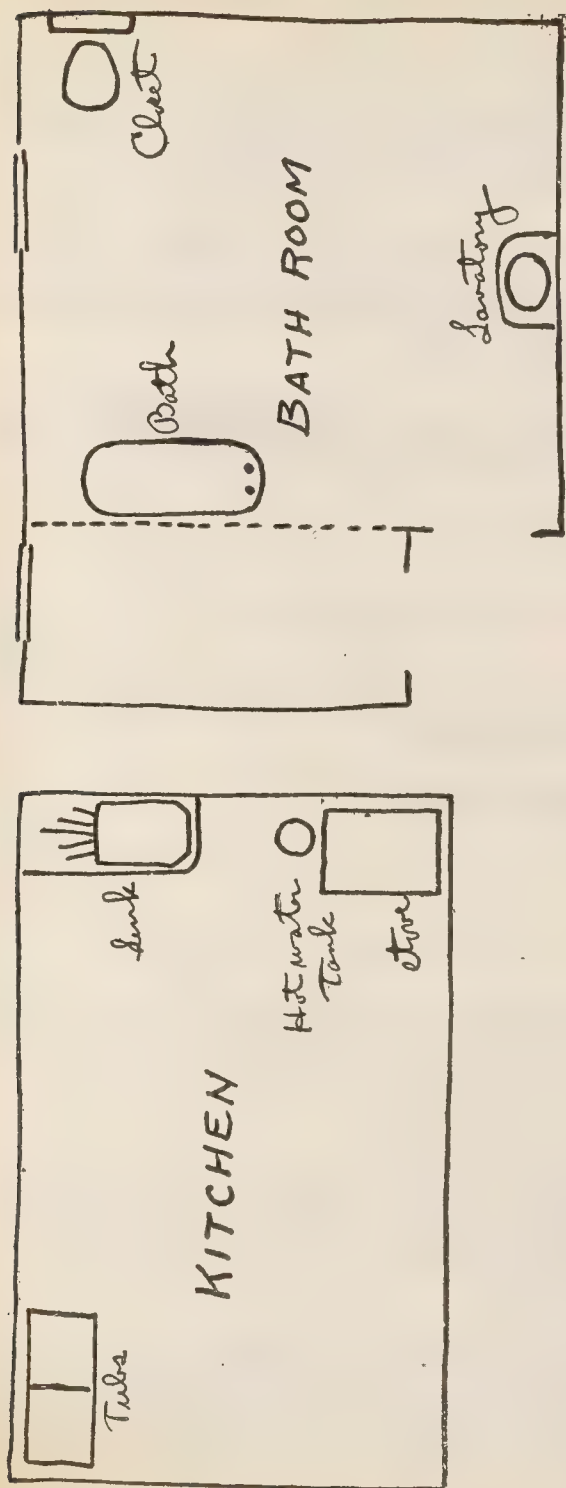 KITCHEN
Tubs
Sink
Hot water
Tank
Stove
BATH ROOM
Bath
Closet
Lavatory